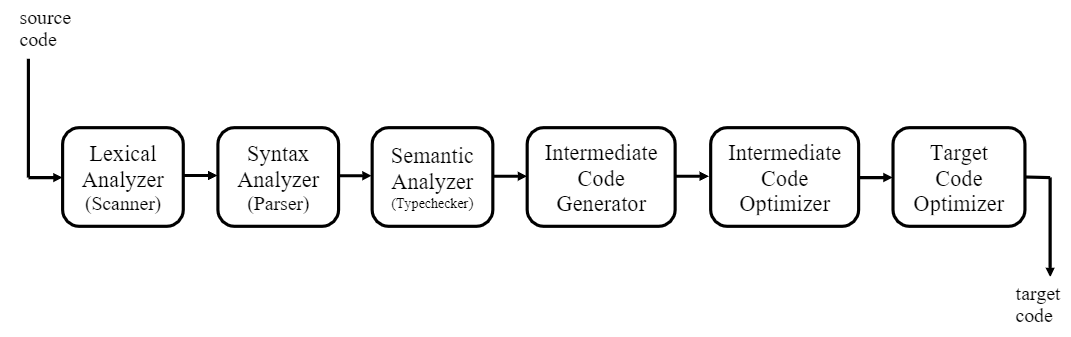 source
code
Lexical
Analyzer
(Scanner)
Syntax
Analyzer
(Parser)
Semantic
Analyzer
(Typechecker)
Intermediate
Code
Generator
Intermediate
Code
Optimizer
Target
Code
Optimizer
target
code